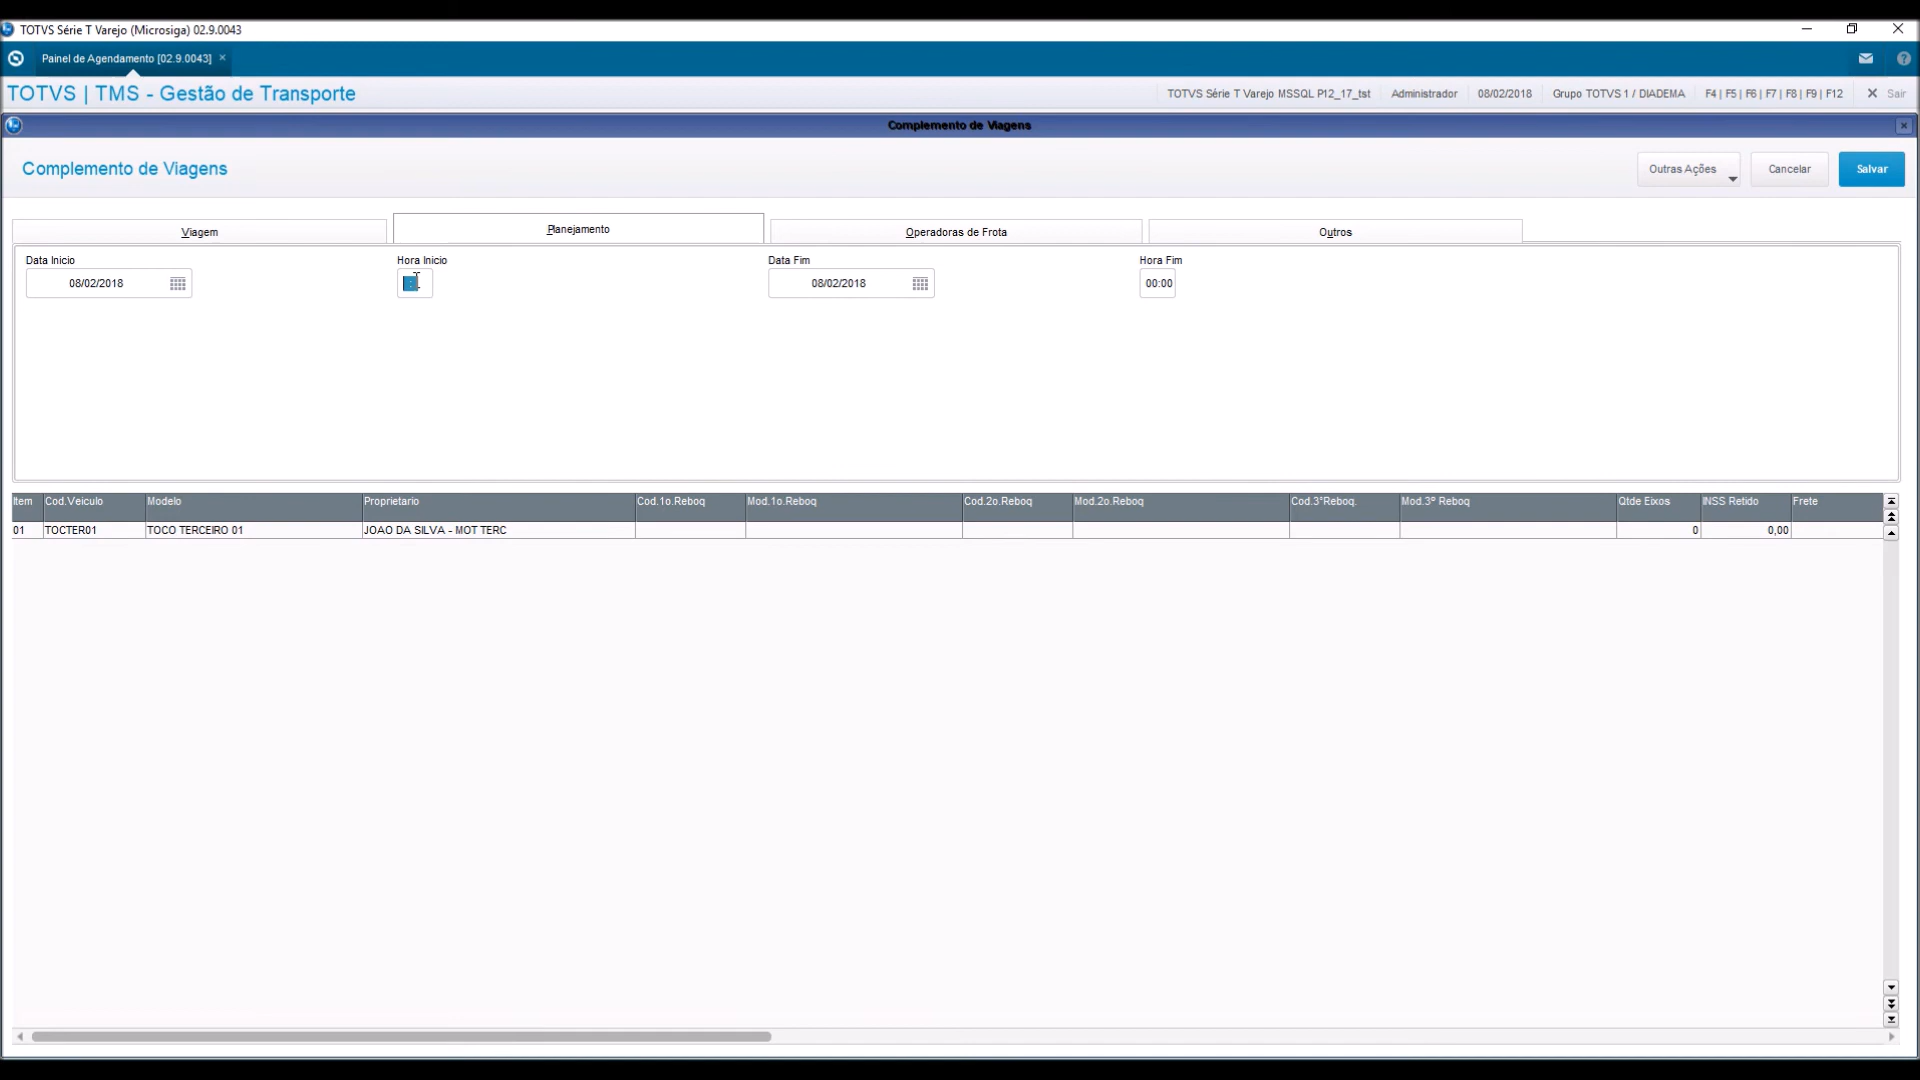 TOTVS Série T Varejo (Microsiga) 02.9.0043
Painel de Agendamento [02.9.0043] ×
TOTVS | TMS - Gestão de Transporte
TOTVS Série T Varejo MSSQL P12_17_tst Administrador 08/02/2018 Grupo TOTVS 1 / DIADEMA F4 | F5 | F6 | F7 | F8 | F9 | F12 Sair
Complemento de Viagens
Complemento de Viagens
Outras Ações Cancelar Salvar
Viagem Planejamento Operadoras de Frota Outros
Data Inicio Hora Inicio Data Fim Hora Fim
08/02/2018 : 08/02/2018 00:00
Item Cod.Veiculo Modelo Proprietario Cod.1o.Reboq Mod.1o.Reboq Cod.2o.Reboq Mod.2o.Reboq Cod.3°Reboq. Mod.3º Reboq Qtde Eixos INSS Retido Frete
01 TOCTER01 TOCO TERCEIRO 01 JOAO DA SILVA - MOT TERC 0 0,00